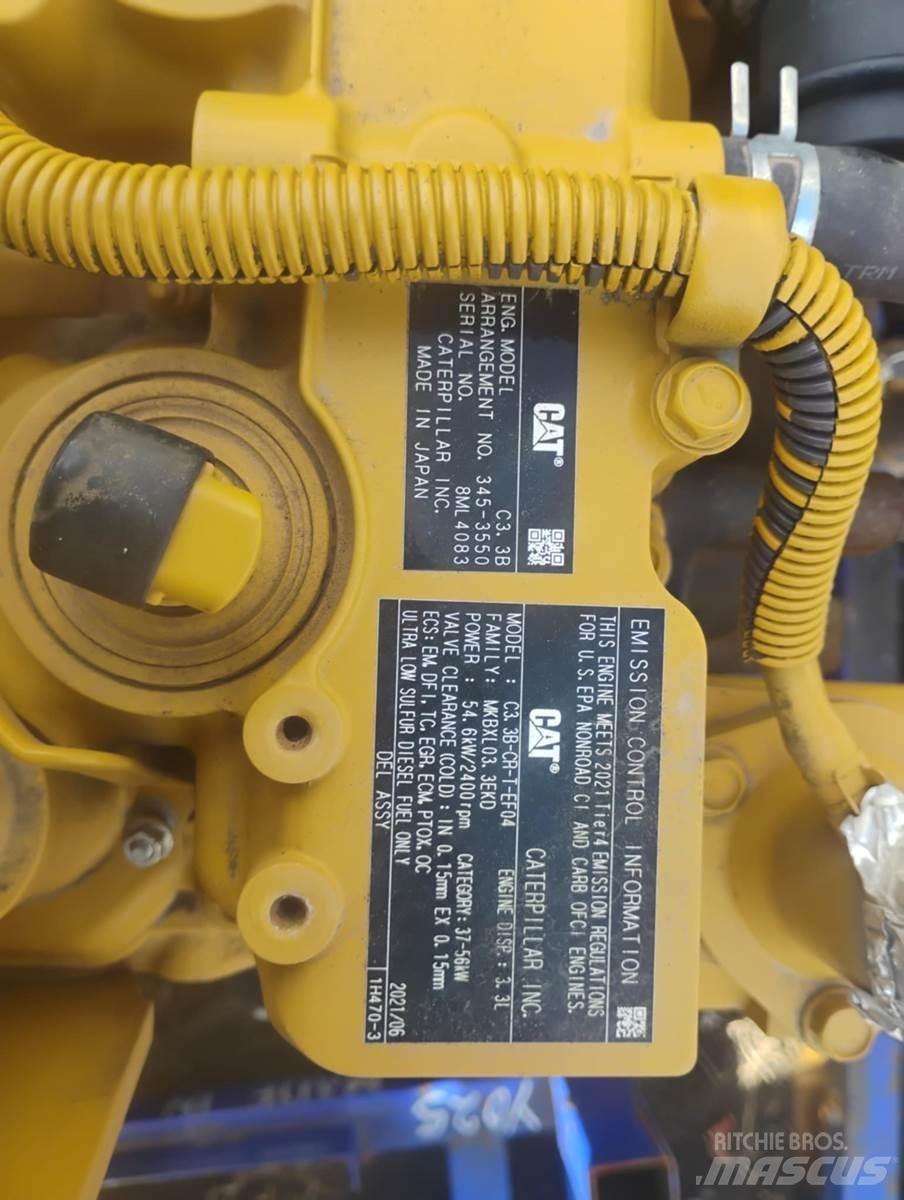 CAT®
ENG. MODEL C3.3B
ARRANGEMENT NO. 345-3550
SERIAL NO. 8ML4083
CATERPILLAR INC.
MADE IN JAPAN
EMISSION CONTROL INFORMATION
THIS ENGINE MEETS 2021 Tier4 EMISSION REGULATIONS
FOR U.S. EPA NONROAD CI AND CARB OFCI ENGINES.
CAT® CATERPILLAR INC.
MODEL : C3.3B-CR-T-EF04 ENGINE DISP.: 3.3L
FAMILY: MKBXL03.3EKD
POWER : 54.6kW/2400rpm CATEGORY:37-56kW
VALVE CLEARANCE(COLD): IN 0.15mm EX 0.15mm
ECS:EM,DFI,TC,EGR,ECM,PTOX,OC
ULTRA LOW SULFUR DIESEL FUEL ONLY
2021/06
DEL ASSY 1H470-3
TRM
YD25
RITCHIE BROS.
MASCUS